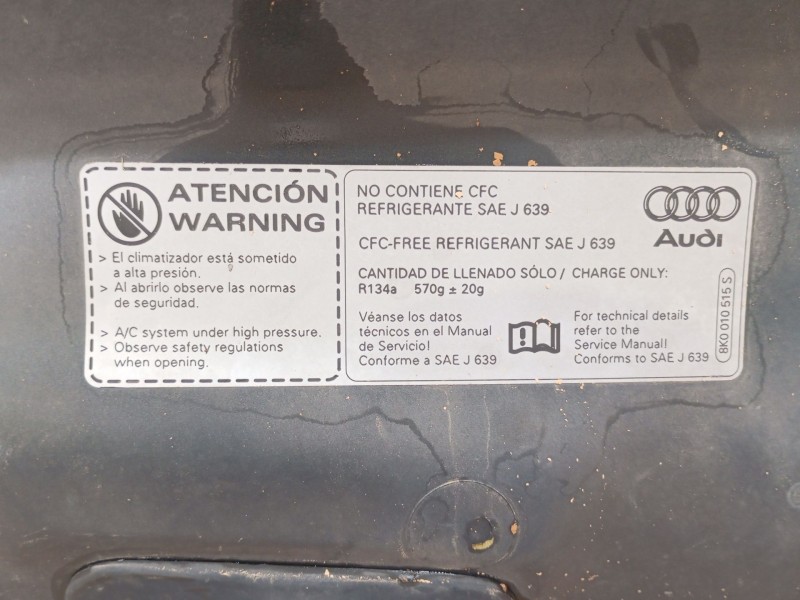 ATENCIÓN
WARNING
> El climatizador está sometido
a alta presión.
> Al abrirlo observe las normas
de seguridad.
> A/C system under high pressure.
> Observe safety regulations
when opening.
NO CONTIENE CFC
REFRIGERANTE SAE J 639
CFC-FREE REFRIGERANT SAE J 639
CANTIDAD DE LLENADO SÓLO / CHARGE ONLY:
R134a 570g ± 20g
Véanse los datos
técnicos en el Manual
de Servicio!
Conforme a SAE J 639
For technical details
refer to the
Service Manual!
Conforms to SAE J 639
Audi
8K0 010 515 S